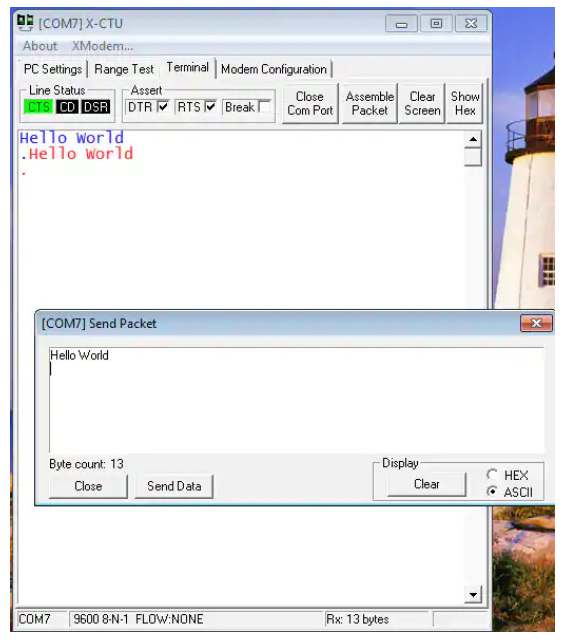 [COM7] X-CTU
About XModem...
PC Settings Range Test Terminal Modem Configuration
Line Status Assert
CTS CD DSR DTR RTS Break
Close Com Port
Assemble Packet
Clear Screen
Show Hex
Hello World
.Hello World
.
[COM7] Send Packet
Hello World
Byte count: 13
Close Send Data
Display
Clear
HEX
ASCII
COM7 9600 8-N-1 FLOW:NONE Rx: 13 bytes